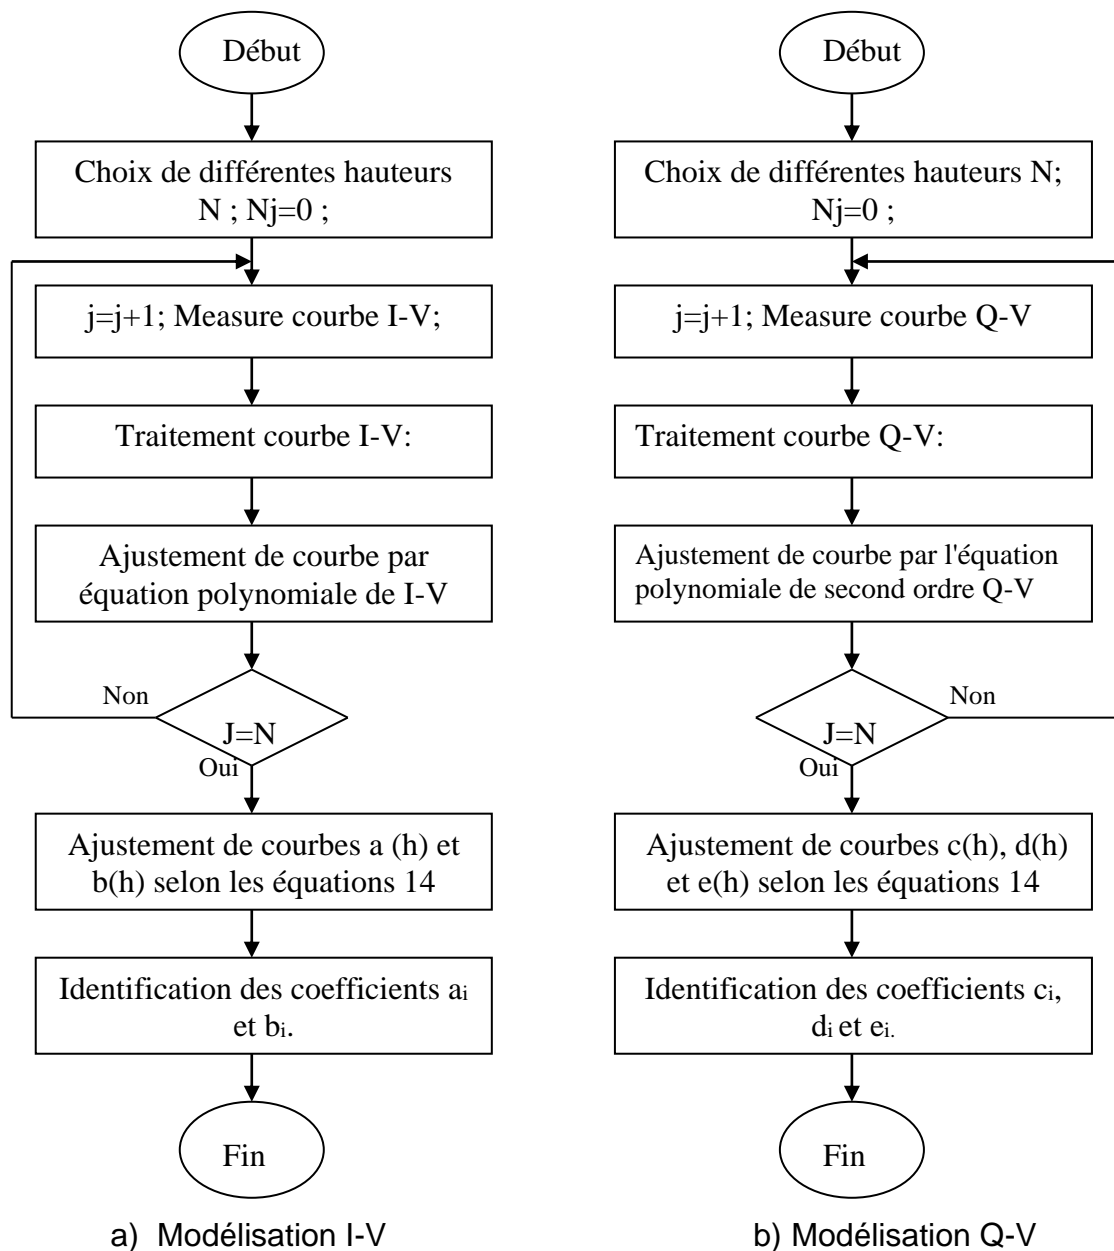 Début
Choix de différentes hauteurs
N ; Nj=0 ;
j=j+1; Measure courbe I-V;
Traitement courbe I-V:
Ajustement de courbe par
équation polynomiale de I-V
Non
J=N
Oui
Ajustement de courbes a (h) et
b(h) selon les équations 14
Identification des coefficients aᵢ
et bᵢ.
Fin
a) Modélisation I-V
Début
Choix de différentes hauteurs N;
Nj=0 ;
j=j+1; Measure courbe Q-V
Traitement courbe Q-V:
Ajustement de courbe par l'équation
polynomiale de second ordre Q-V
Non
J=N
Oui
Ajustement de courbes c(h), d(h)
et e(h) selon les équations 14
Identification des coefficients cᵢ,
dᵢ et eᵢ.
Fin
b) Modélisation Q-V